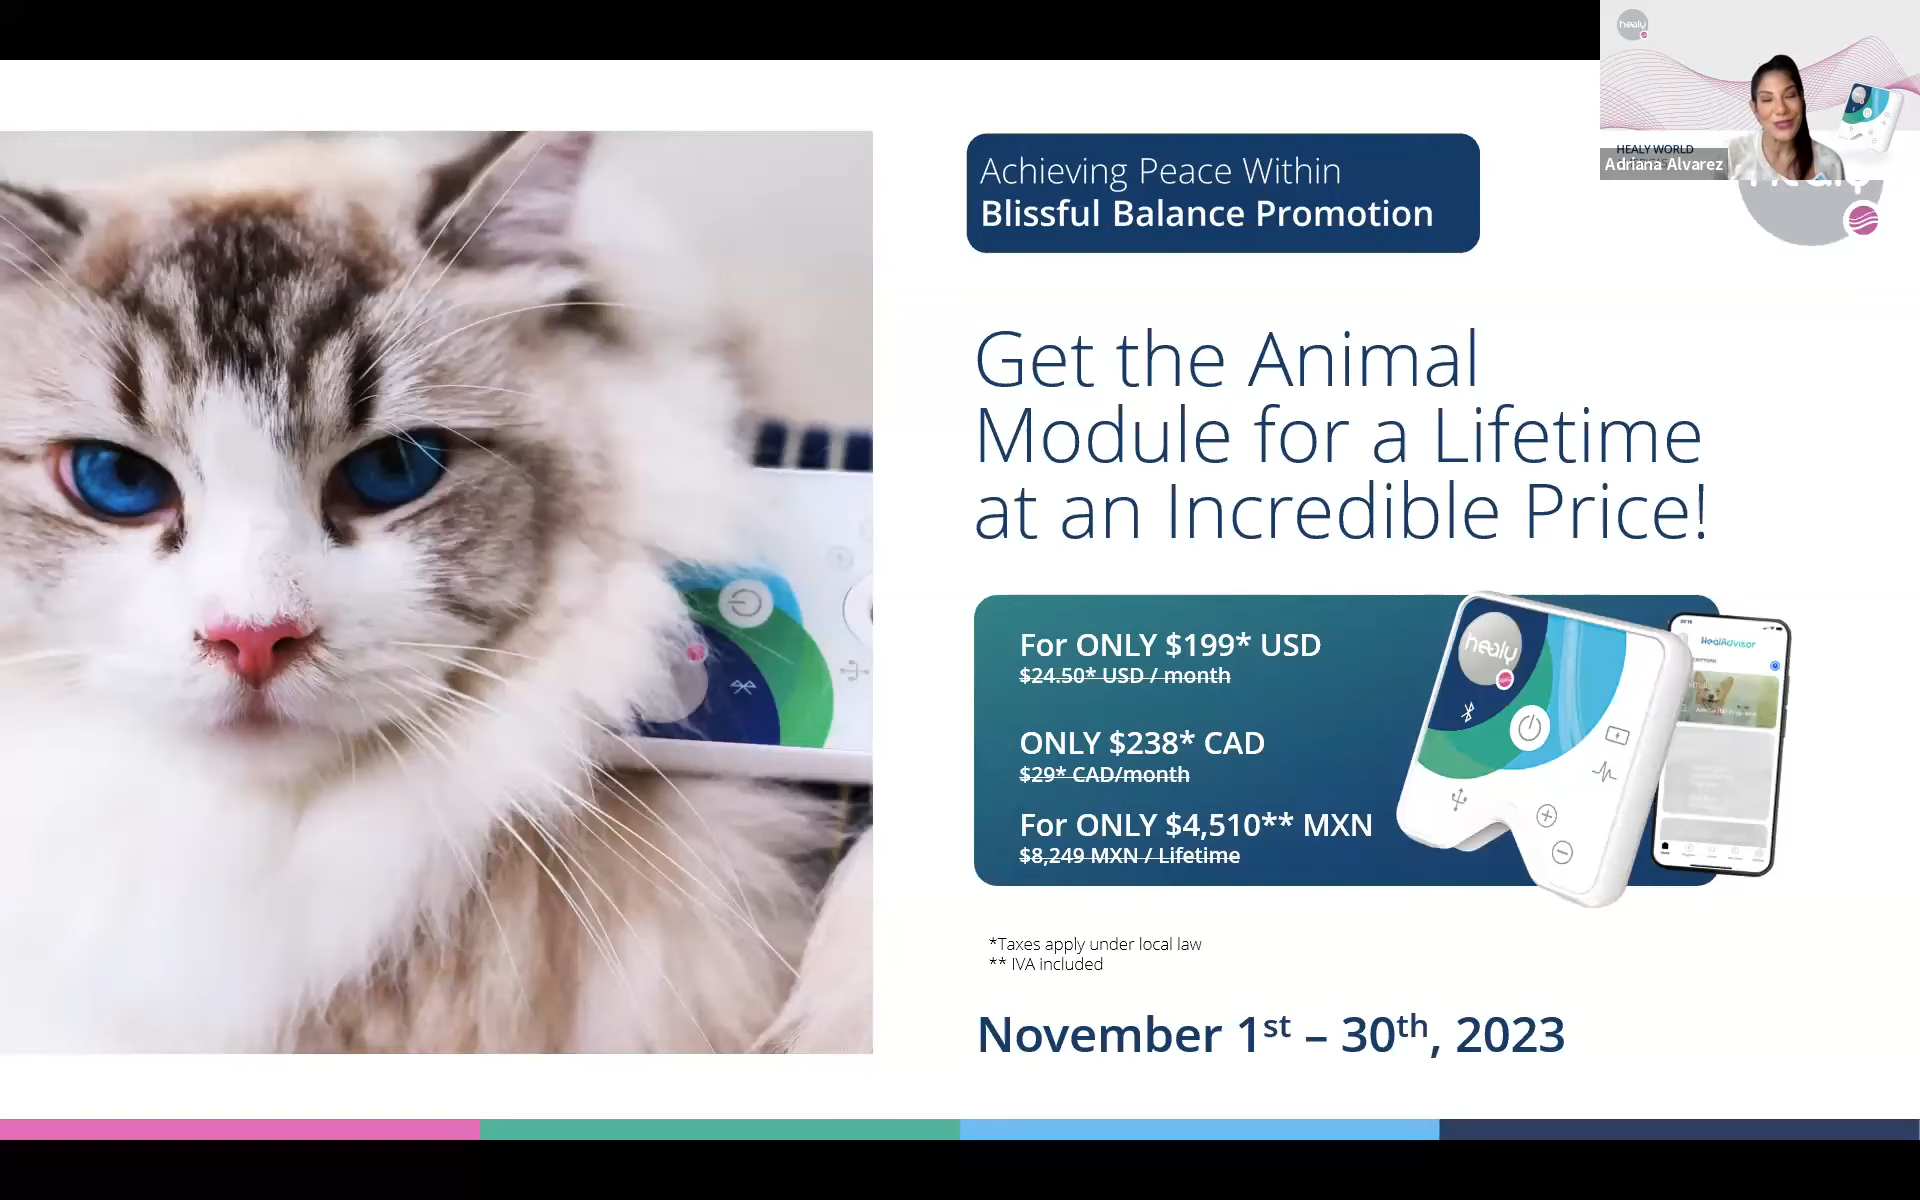 healy
HEALY WORLD
Adriana Alvarez
Achieving Peace Within
Blissful Balance Promotion
healy
Get the Animal
Module for a Lifetime
at an Incredible Price!
For ONLY $199* USD
$24.50* USD / month
ONLY $238* CAD
$29* CAD/month
For ONLY $4,510** MXN
$8,249 MXN / Lifetime
healy
HealAdvisor
*Taxes apply under local law
** IVA included
November 1st – 30th, 2023